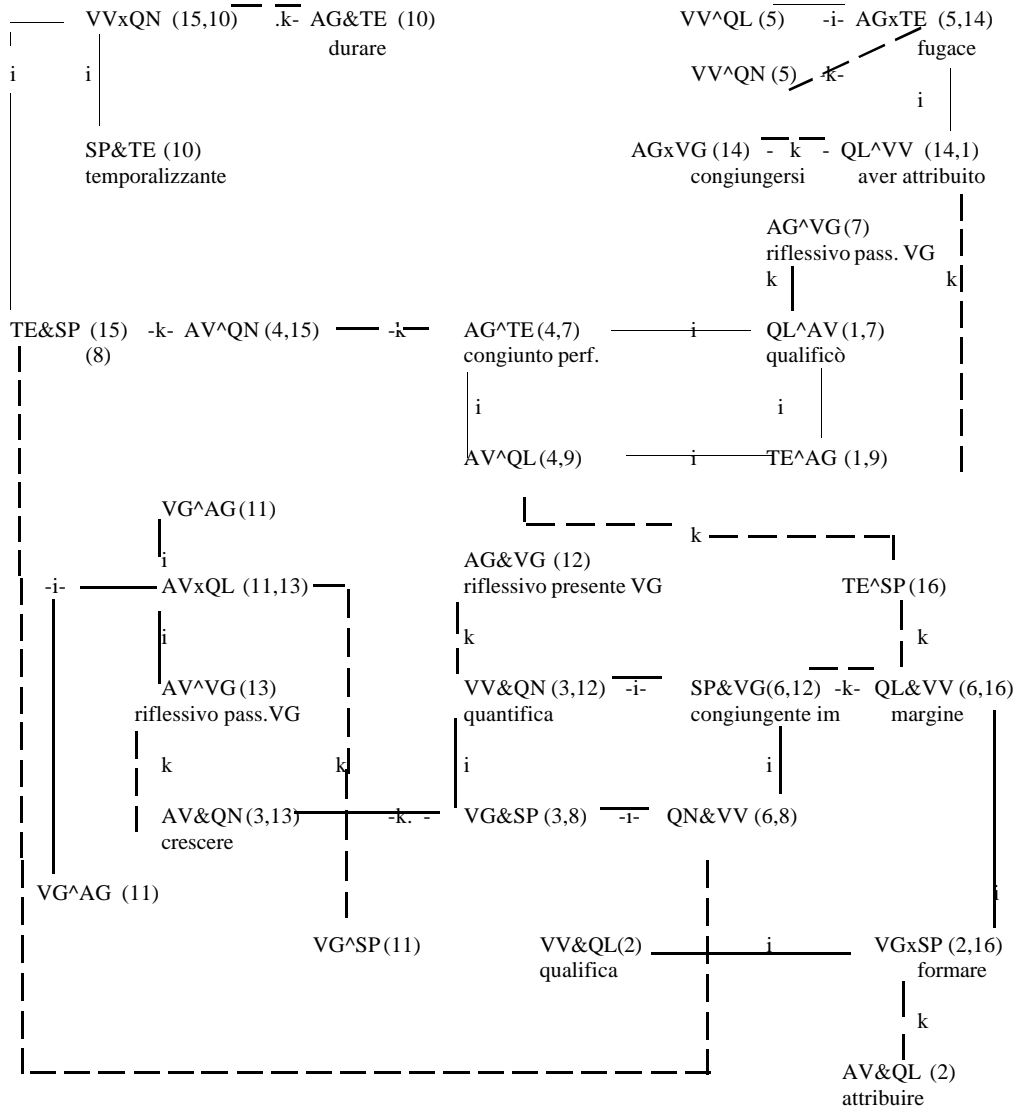 VVxQN (15,10) .k- AG&TE (10) VV^QL (5) -i- AGxTE (5,14)
durare fugace
i i VV^QN (5) -k-
i
SP&TE (10) AGxVG (14) - k - QL^VV (14,1)
temporalizzante congiungersi aver attribuito
AG^VG (7)
riflessivo pass. VG
k k
TE&SP (15) -k- AV^QN (4,15) -k- AG^TE (4,7) i QL^AV (1,7)
(8) congiunto perf. qualificò
i i
AV^QL (4,9) i TE^AG (1,9)
VG^AG (11)
k
i AG&VG (12)
-i- AVxQL (11,13) riflessivo presente VG TE^SP (16)
i k k
AV^VG (13) VV&QN (3,12) -i- SP&VG(6,12) -k- QL&VV (6,16)
riflessivo pass.VG quantifica congiungente im margine
k k i i
AV&QN (3,13) -k. - VG&SP (3,8) -i- QN&VV (6,8)
crescere
VG^AG (11) i
VG^SP (11) VV&QL(2) i VGxSP (2,16)
qualifica formare
k
AV&QL (2)
attribuire